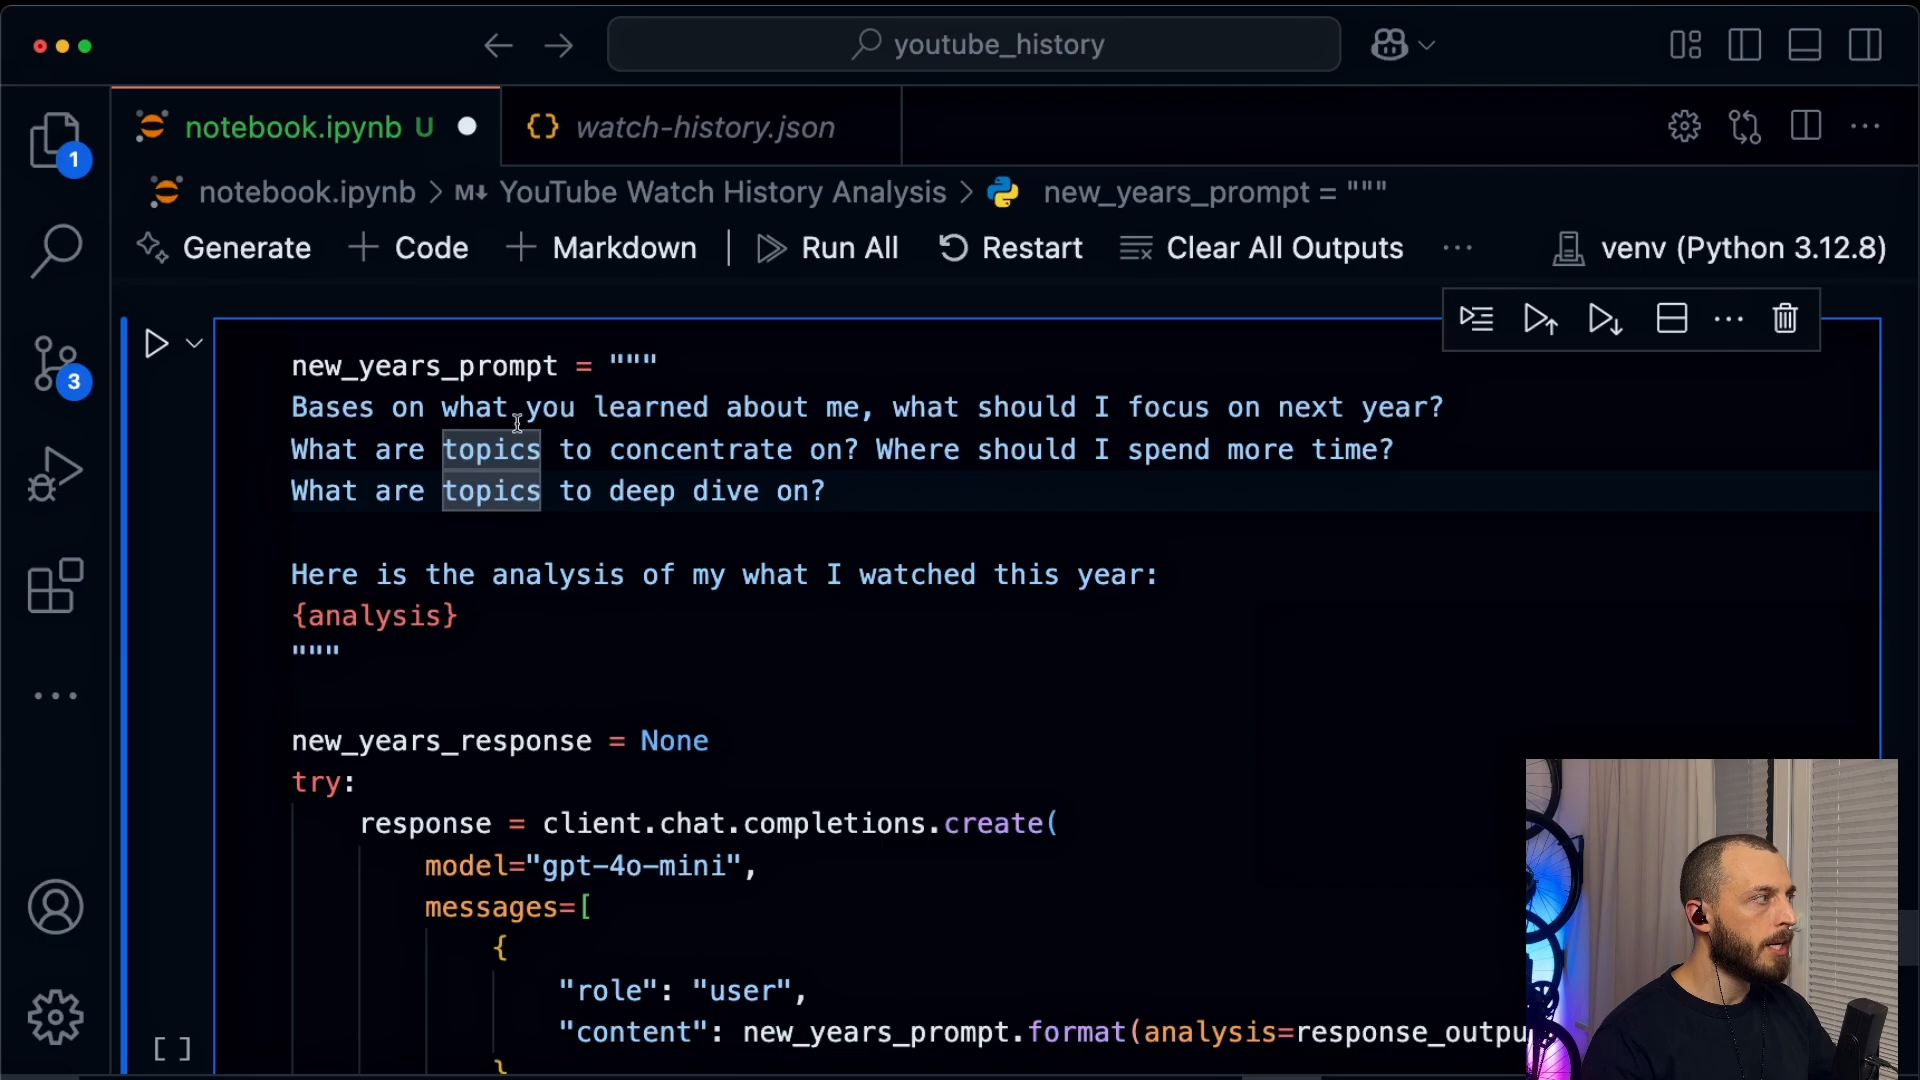 youtube_history
notebook.ipynb U
watch-history.json
1
notebook.ipynb > M↓ YouTube Watch History Analysis > new_years_prompt = """
Generate + Code + Markdown | Run All Restart Clear All Outputs ··· venv (Python 3.12.8)
new_years_prompt = """
Bases on what you learned about me, what should I focus on next year?
What are topics to concentrate on? Where should I spend more time?
What are topics to deep dive on?
3
Here is the analysis of my what I watched this year:
{analysis}
"""
new_years_response = None
try:
response = client.chat.completions.create(
model="gpt-4o-mini",
messages=[
{
"role": "user",
"content": new_years_prompt.format(analysis=response_outpu
}
[ ]